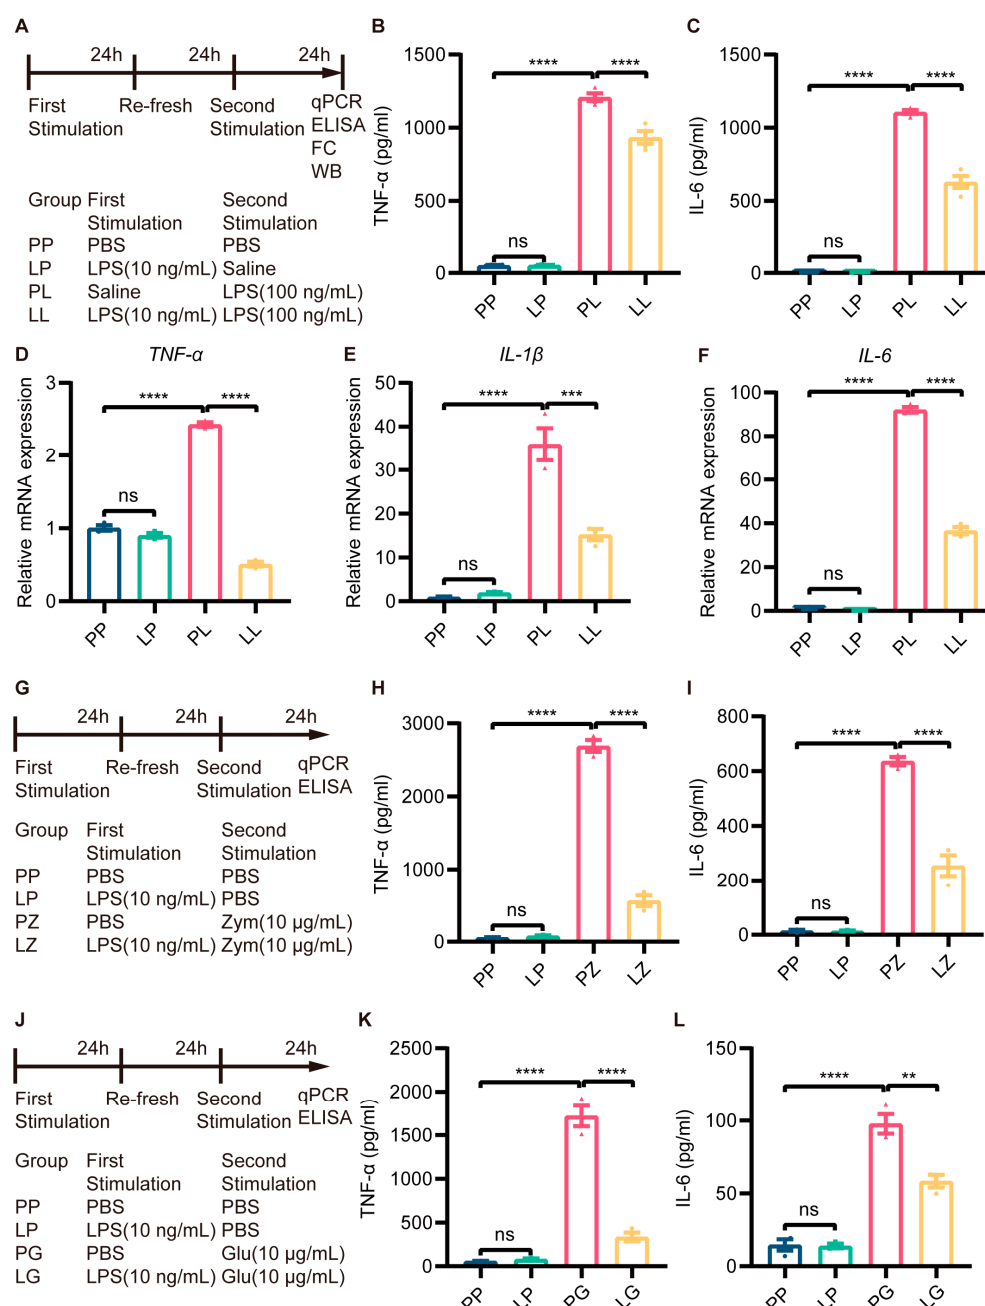 A
24h 24h 24h
First Stimulation
Re-fresh
Second Stimulation
qPCR
ELISA
FC
WB
Group First Stimulation Second Stimulation
PP PBS PBS
LP LPS(10 ng/mL) Saline
PL Saline LPS(100 ng/mL)
LL LPS(10 ng/mL) LPS(100 ng/mL)
B
TNF-α (pg/ml)
1500
1000
500
0
ns
****
****
PP LP PL LL
C
IL-6 (pg/ml)
1500
1000
500
0
ns
****
****
PP LP PL LL
D
TNF-α
Relative mRNA expression
3
2
1
0
ns
****
****
PP LP PL LL
E
IL-1β
Relative mRNA expression
50
40
30
20
10
0
ns
****
***
PP LP PL LL
F
IL-6
Relative mRNA expression
100
80
60
40
20
0
ns
****
****
PP LP PL LL
G
24h 24h 24h
First Stimulation
Re-fresh
Second Stimulation
qPCR
ELISA
Group First Stimulation Second Stimulation
PP PBS PBS
LP LPS(10 ng/mL) PBS
PZ PBS Zym(10 μg/mL)
LZ LPS(10 ng/mL) Zym(10 μg/mL)
H
TNF-α (pg/ml)
3000
2000
1000
0
ns
****
****
PP LP PZ LZ
I
IL-6 (pg/ml)
800
600
400
200
0
ns
****
****
PP LP PZ LZ
J
24h 24h 24h
First Stimulation
Re-fresh
Second Stimulation
qPCR
ELISA
Group First Stimulation Second Stimulation
PP PBS PBS
LP LPS(10 ng/mL) PBS
PG PBS Glu(10 μg/mL)
LG LPS(10 ng/mL) Glu(10 μg/mL)
K
TNF-α (pg/ml)
2500
2000
1500
1000
500
0
ns
****
****
PP LP PG LG
L
IL-6 (pg/ml)
150
100
50
0
ns
****
**
PP LP PG LG